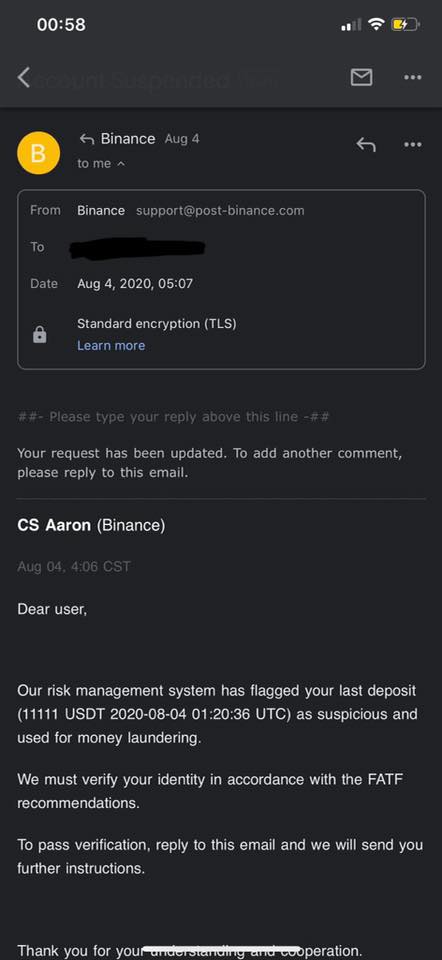 00:58
Account Suspended
B
Binance Aug 4
to me
From Binance support@post-binance.com
To
Date Aug 4, 2020, 05:07
Standard encryption (TLS)
Learn more
##- Please type your reply above this line -##
Your request has been updated. To add another comment,
please reply to this email.
CS Aaron (Binance)
Aug 04, 4:06 CST
Dear user,
Our risk management system has flagged your last deposit
(11111 USDT 2020-08-04 01:20:36 UTC) as suspicious and
used for money laundering.
We must verify your identity in accordance with the FATF
recommendations.
To pass verification, reply to this email and we will send you
further instructions.
Thank you for your understanding and cooperation.